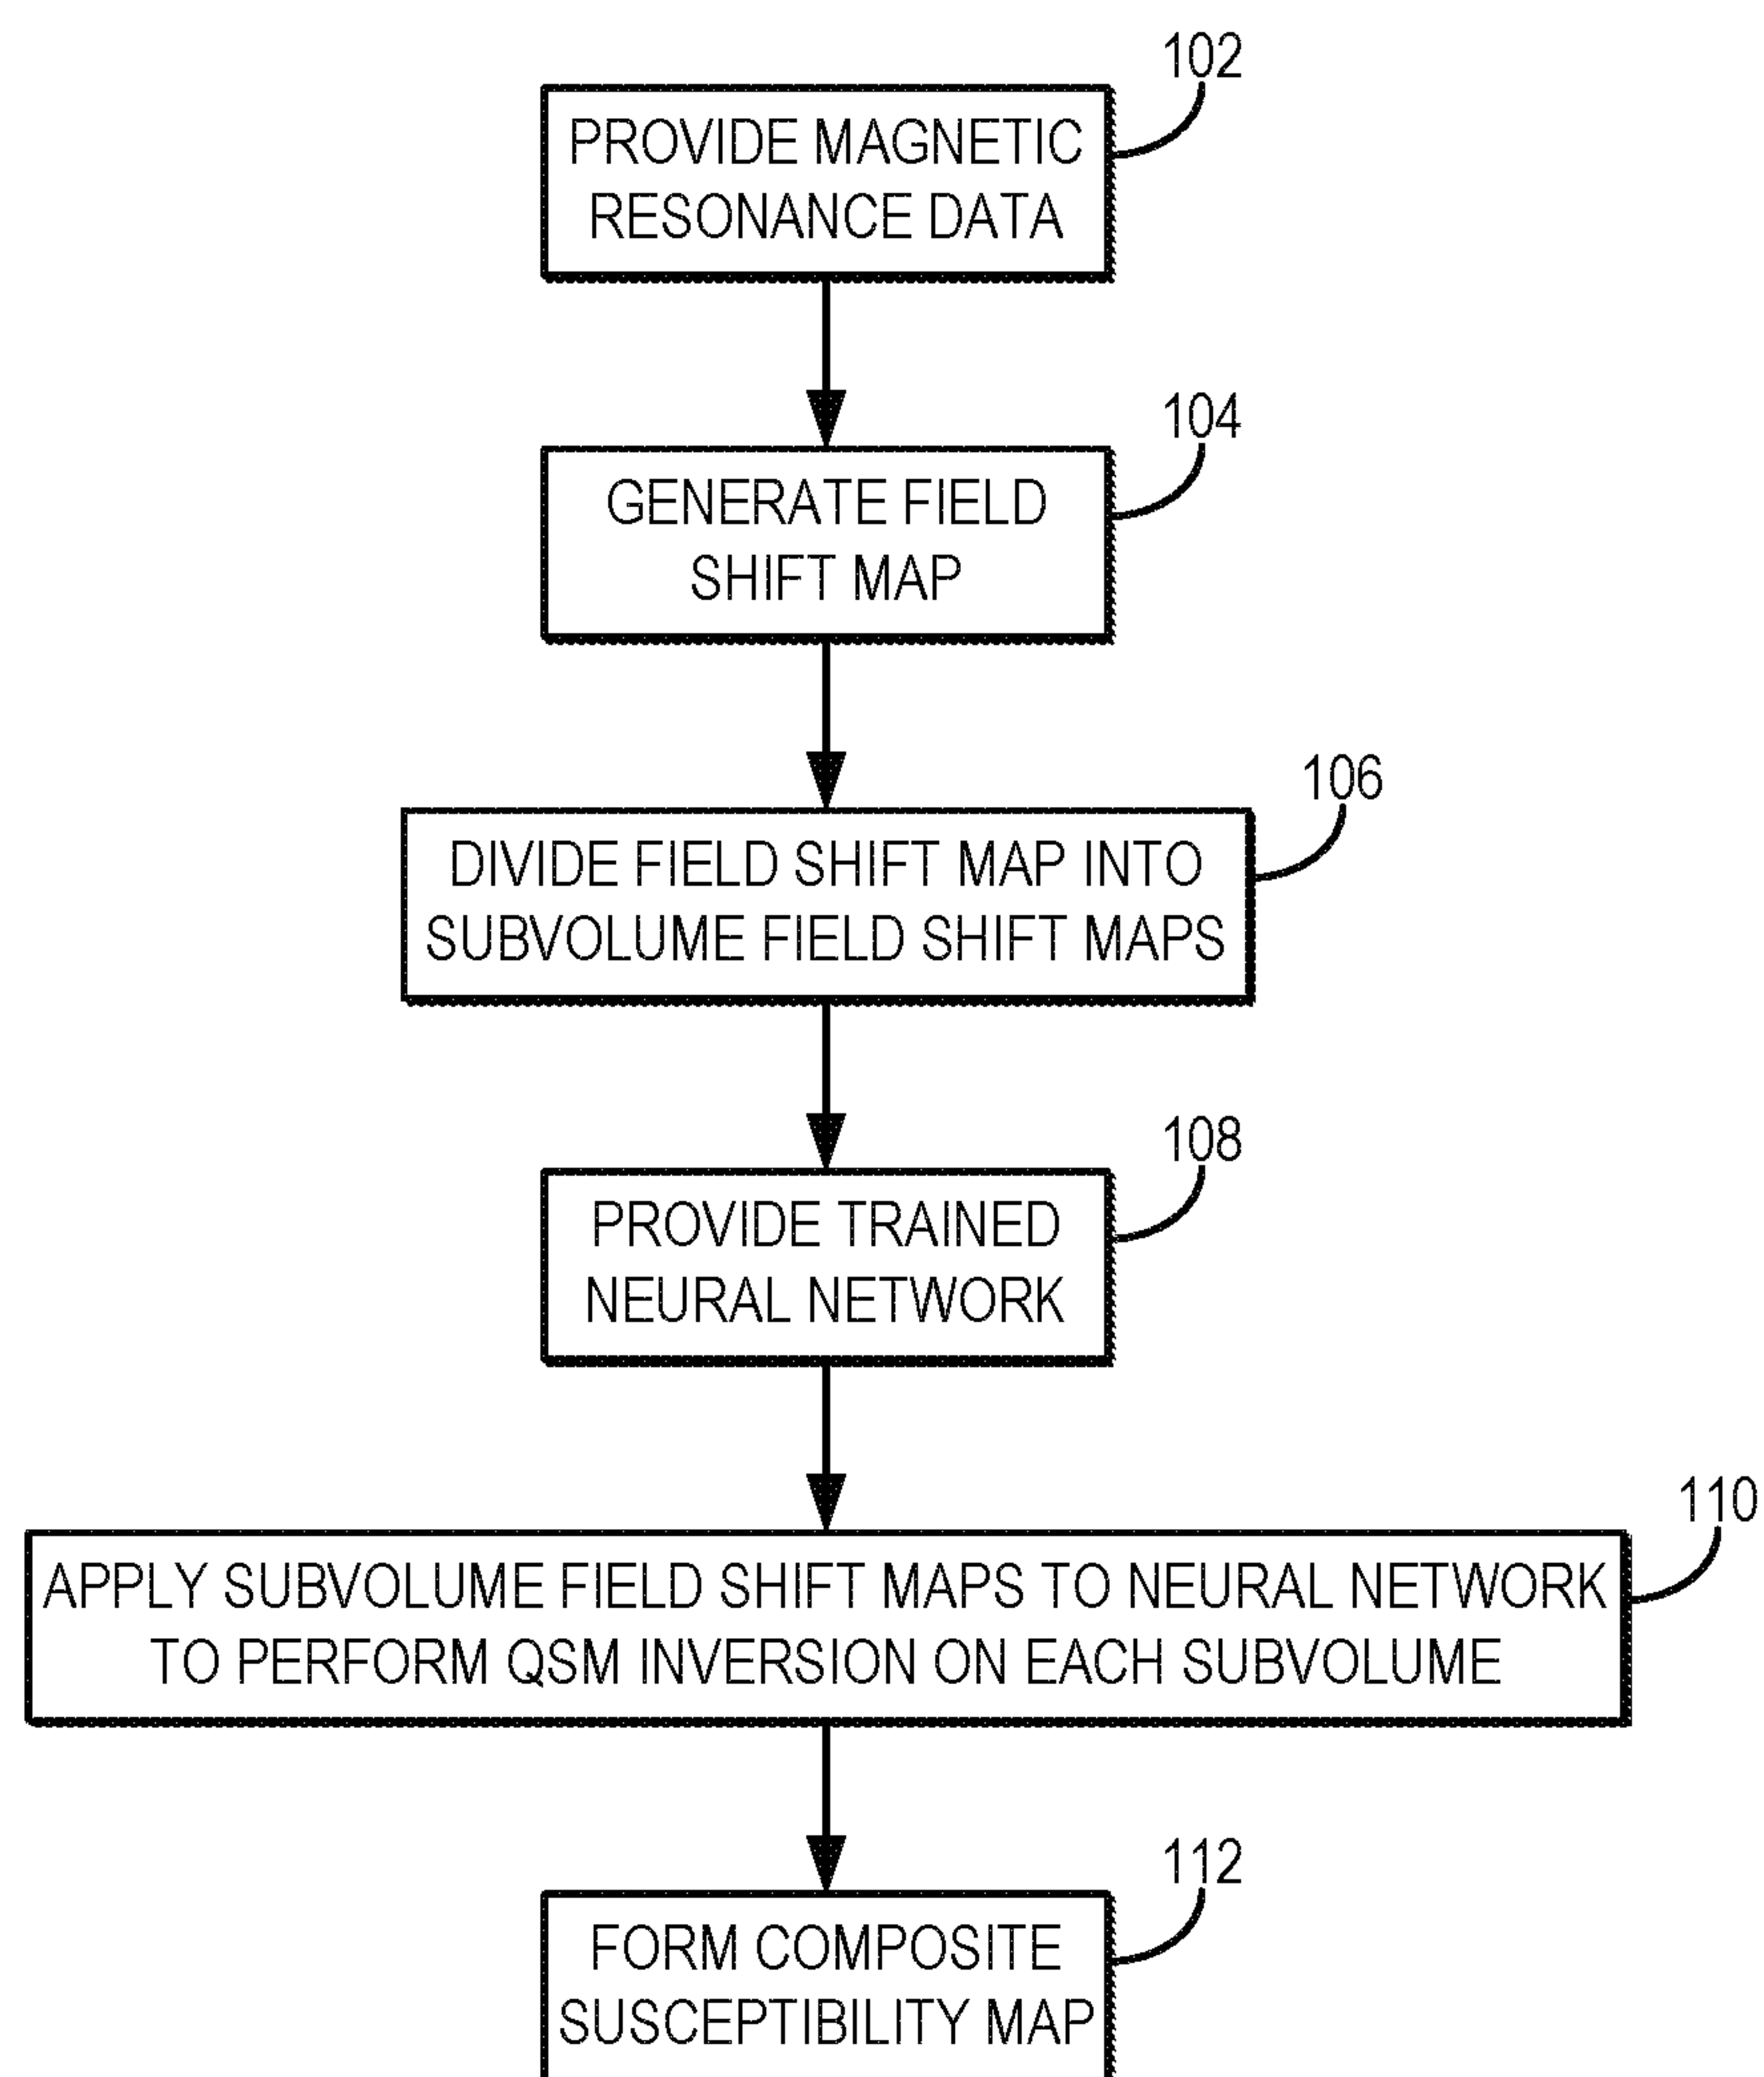 102
PROVIDE MAGNETIC
RESONANCE DATA
104
GENERATE FIELD
SHIFT MAP
106
DIVIDE FIELD SHIFT MAP INTO
SUBVOLUME FIELD SHIFT MAPS
108
PROVIDE TRAINED
NEURAL NETWORK
110
APPLY SUBVOLUME FIELD SHIFT MAPS TO NEURAL NETWORK
TO PERFORM QSM INVERSION ON EACH SUBVOLUME
112
FORM COMPOSITE
SUSCEPTIBILITY MAP